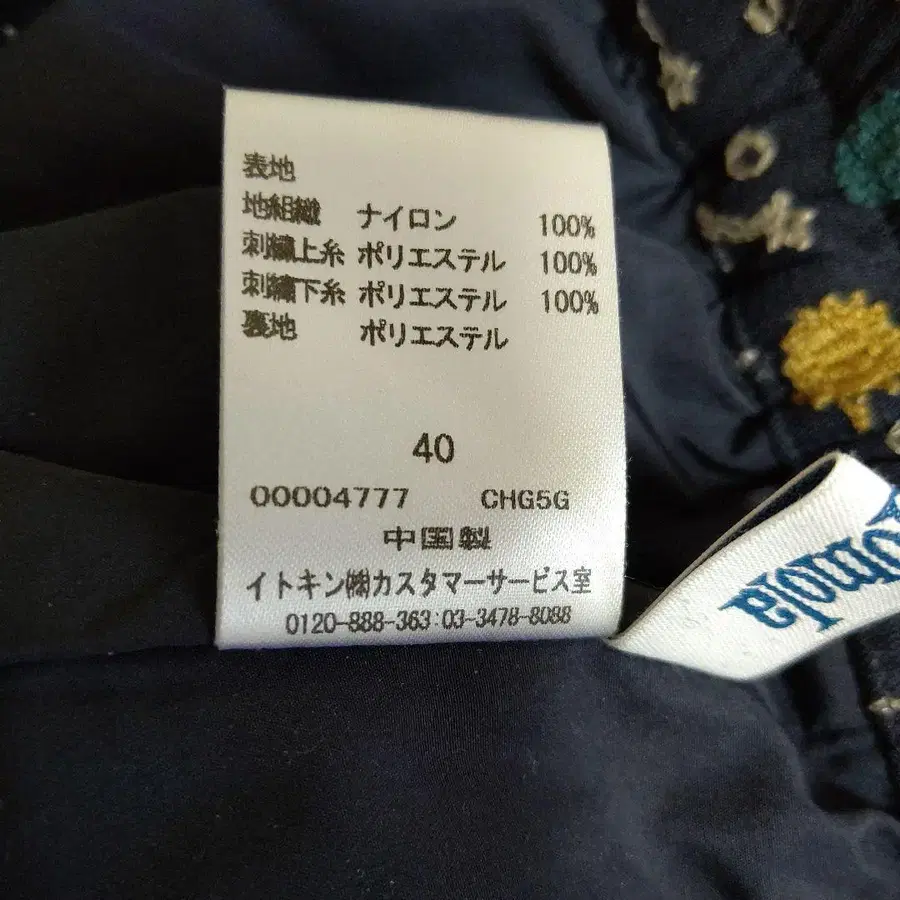 表地
地組織 ナイロン 100%
刺繍上糸 ポリエステル 100%
刺繍下糸 ポリエステル 100%
裏地 ポリエステル
40
00004777 CHG5G
中国製
イトキン㈱カスタマーサービス室
0120-888-363:03-3478-8088